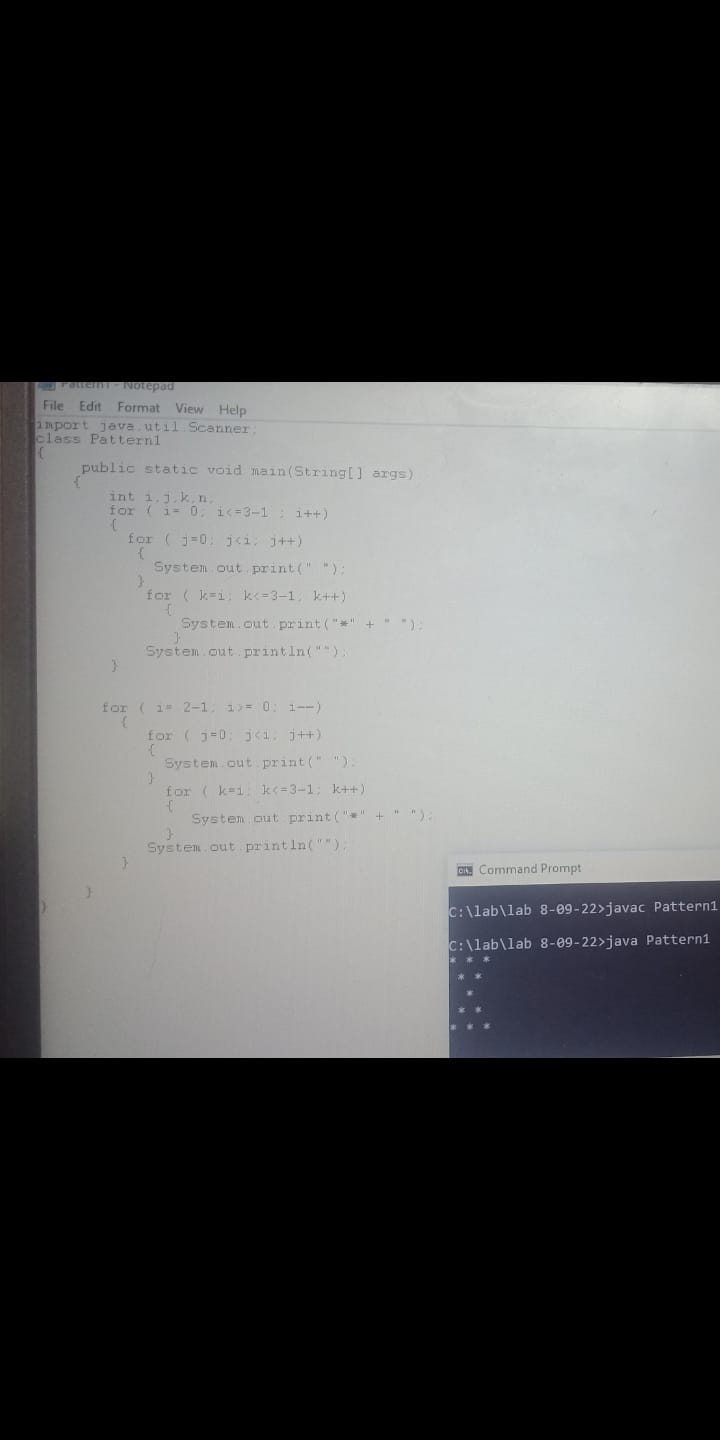 Pattern1 - Notepad
File Edit Format View Help
import java.util.Scanner;
class Pattern1
{
public static void main(String[] args)
{
int i,j,k,n;
for ( i= 0; i<=3-1 ; i++)
{
for ( j=0; j<i; j++)
{
System.out.print(" ");
}
for ( k=i; k<=3-1; k++)
{
System.out.print("*" + " ");
}
System.out.println("");
}
for ( i= 2-1; i>= 0; i--)
{
for ( j=0; j<i; j++)
{
System.out.print(" ");
}
for ( k=i; k<=3-1; k++)
{
System.out.print("*" + " ");
}
System.out.println("");
}
}
}
Command Prompt
C:\lab\lab 8-09-22>javac Pattern1
C:\lab\lab 8-09-22>java Pattern1
* * *
* *
*
* *
* * *